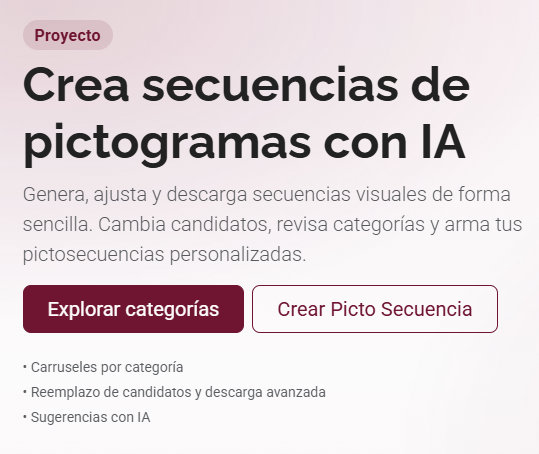 Proyecto
Crea secuencias de
pictogramas con IA
Genera, ajusta y descarga secuencias visuales de forma
sencilla. Cambia candidatos, revisa categorías y arma tus
pictosecuencias personalizadas.
Explorar categorías
Crear Picto Secuencia
• Carruseles por categoría
• Reemplazo de candidatos y descarga avanzada
• Sugerencias con IA